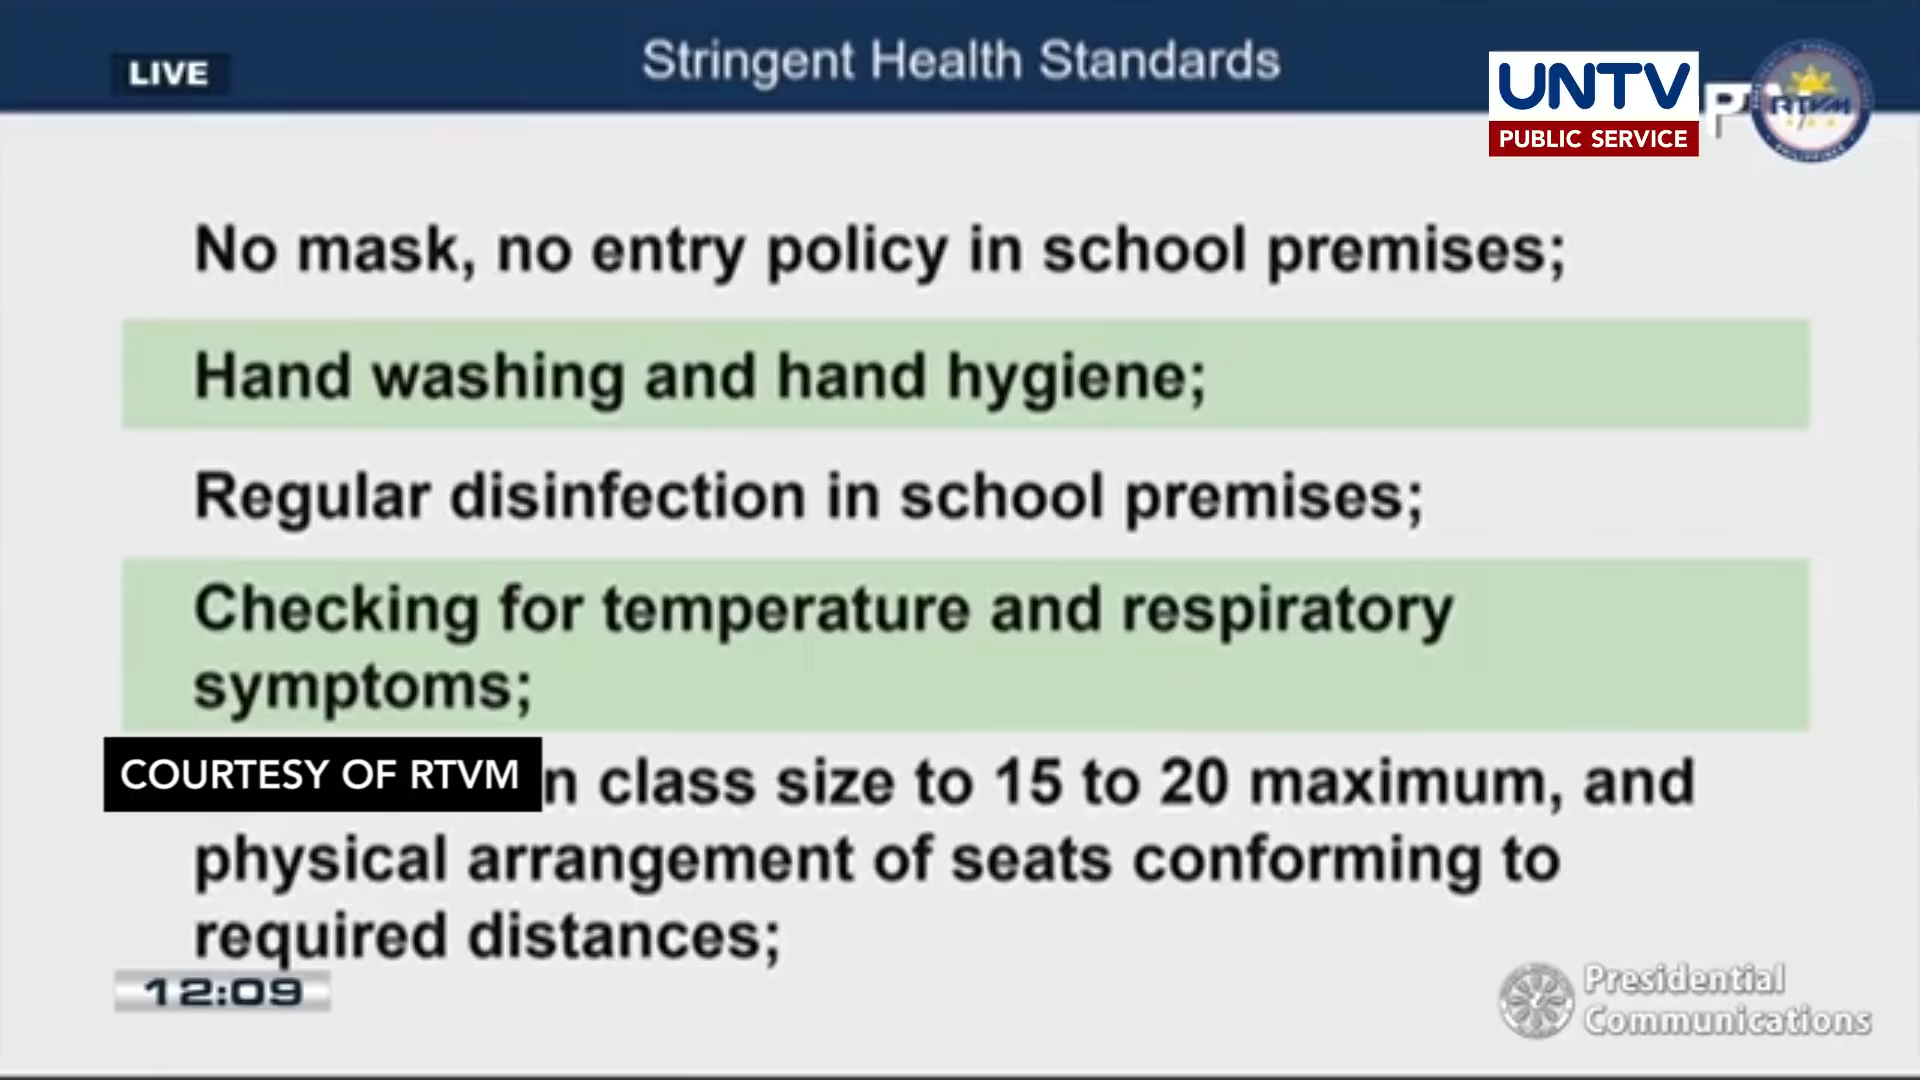 LIVE
Stringent Health Standards
UNTV
PUBLIC SERVICE
RTVM
No mask, no entry policy in school premises;
Hand washing and hand hygiene;
Regular disinfection in school premises;
Checking for temperature and respiratory
symptoms;
COURTESY OF RTVM
n class size to 15 to 20 maximum, and
physical arrangement of seats conforming to
required distances;
12:09
Presidential
Communications